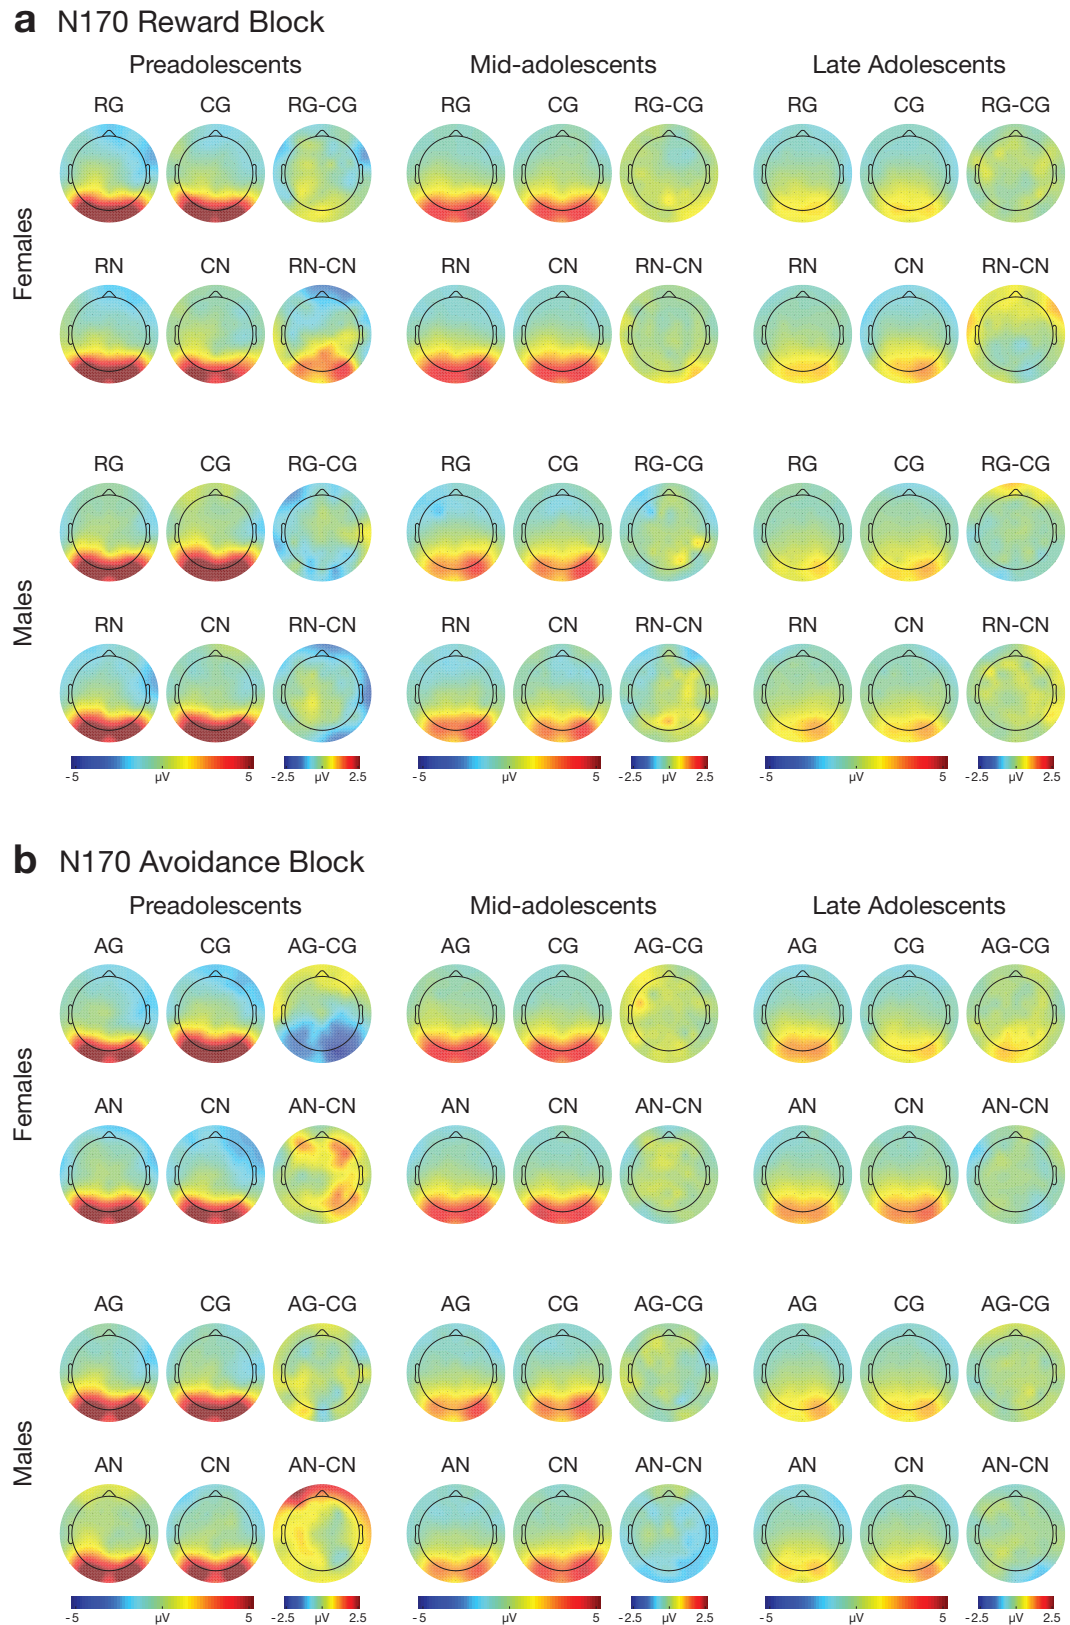 a N170 Reward Block
Preadolescents Mid-adolescents Late Adolescents
RG CG RG-CG RG CG RG-CG RG CG RG-CG
Females
RN CN RN-CN RN CN RN-CN RN CN RN-CN
RG CG RG-CG RG CG RG-CG RG CG RG-CG
Males
RN CN RN-CN RN CN RN-CN RN CN RN-CN
-5 µV 5 -2.5 µV 2.5 -5 µV 5 -2.5 µV 2.5 -5 µV 5 -2.5 µV 2.5
b N170 Avoidance Block
Preadolescents Mid-adolescents Late Adolescents
AG CG AG-CG AG CG AG-CG AG CG AG-CG
Females
AN CN AN-CN AN CN AN-CN AN CN AN-CN
AG CG AG-CG AG CG AG-CG AG CG AG-CG
Males
AN CN AN-CN AN CN AN-CN AN CN AN-CN
-5 µV 5 -2.5 µV 2.5 -5 µV 5 -2.5 µV 2.5 -5 µV 5 -2.5 µV 2.5